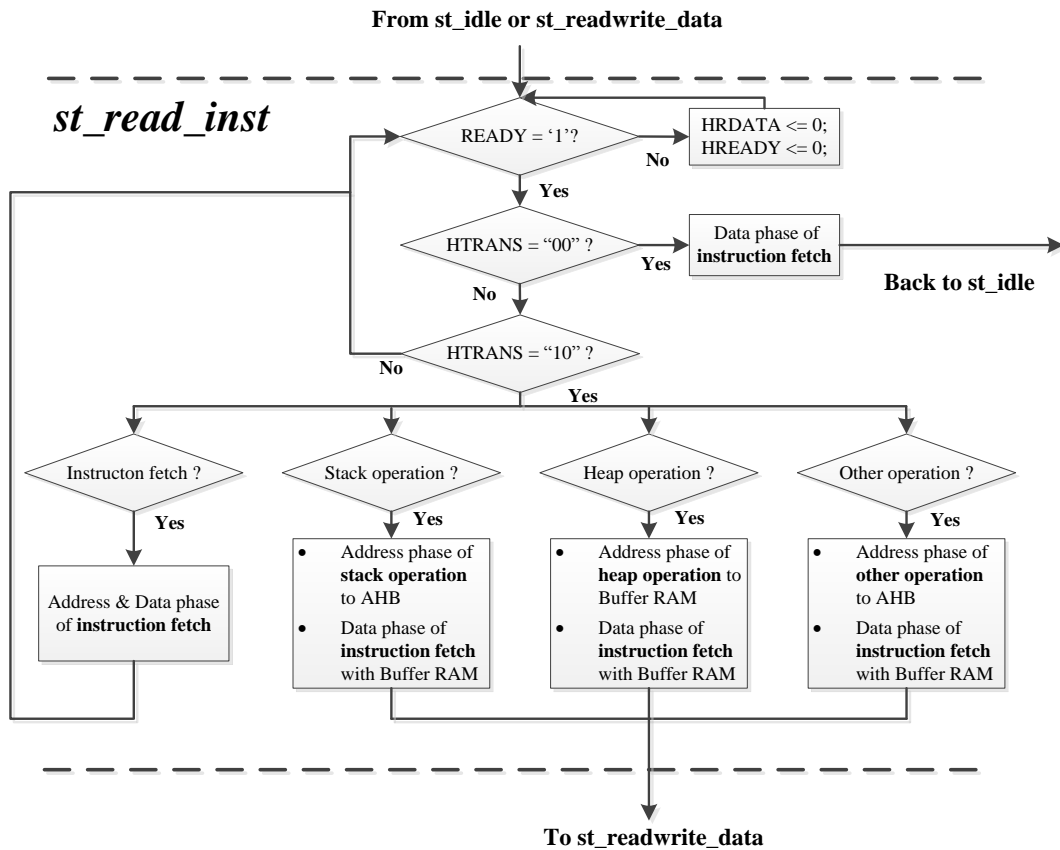 From st_idle or st_readwrite_data
st_read_inst
READY = ‘1’?
No
HRDATA <= 0;
HREADY <= 0;
Yes
HTRANS = “00” ?
Yes
Data phase of
instruction fetch
Back to st_idle
No
HTRANS = “10” ?
No
Yes
Instructon fetch ?
Stack operation ?
Heap operation ?
Other operation ?
Yes
Yes
Yes
Yes
Address & Data phase
of instruction fetch
• Address phase of
stack operation
to AHB
• Data phase of
instruction fetch
with Buffer RAM
• Address phase of
heap operation to
Buffer RAM
• Data phase of
instruction fetch
with Buffer RAM
• Address phase of
other operation
to AHB
• Data phase of
instruction fetch
with Buffer RAM
To st_readwrite_data